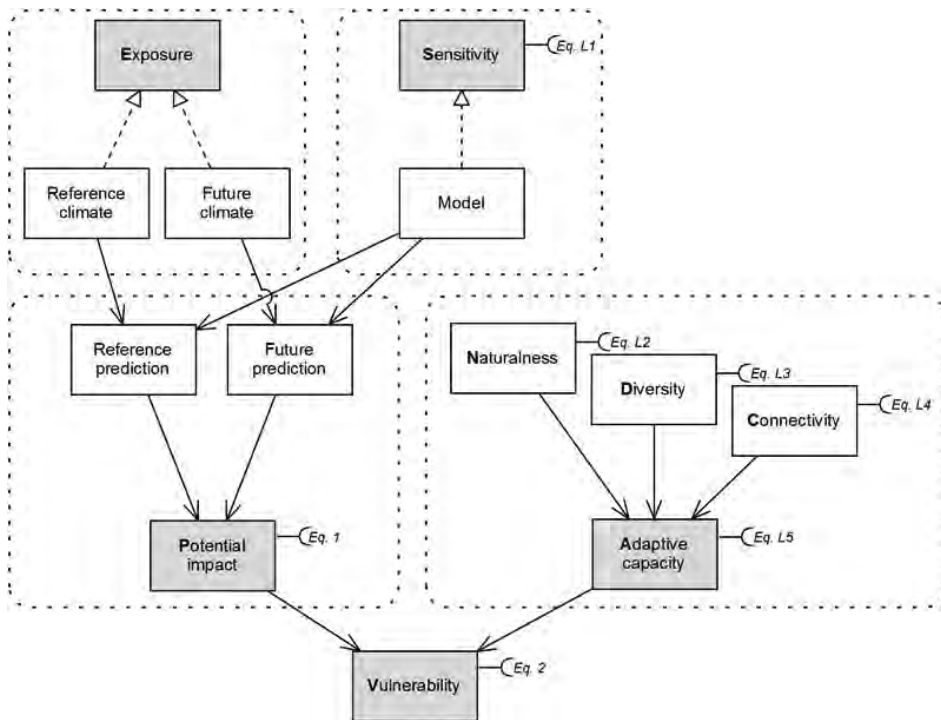 Exposure
Sensitivity
Eq. L1
Reference
climate
Future
climate
Model
Reference
prediction
Future
prediction
Naturalness
Eq. L2
Diversity
Eq. L3
Connectivity
Eq. L4
Potential
impact
Eq. 1
Adaptive
capacity
Eq. L5
Vulnerability
Eq. 2